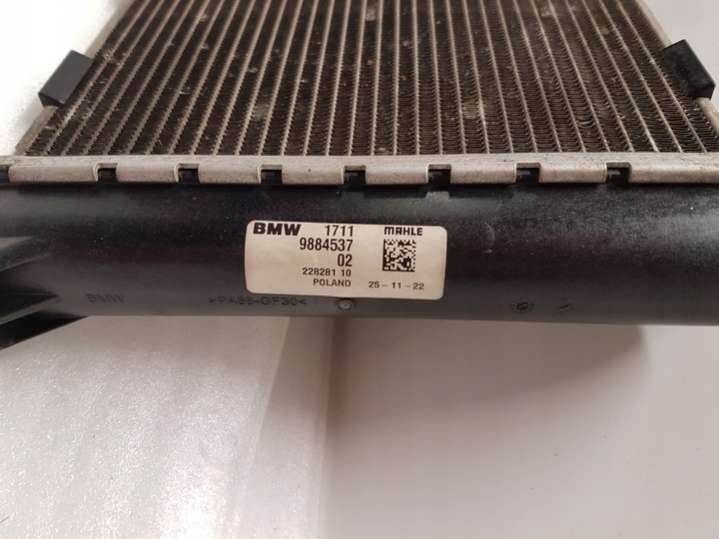 BMW 1711 MAHLE
9884537
02
228281 10
POLAND 25-11-22
BMW >PA66-GF30<